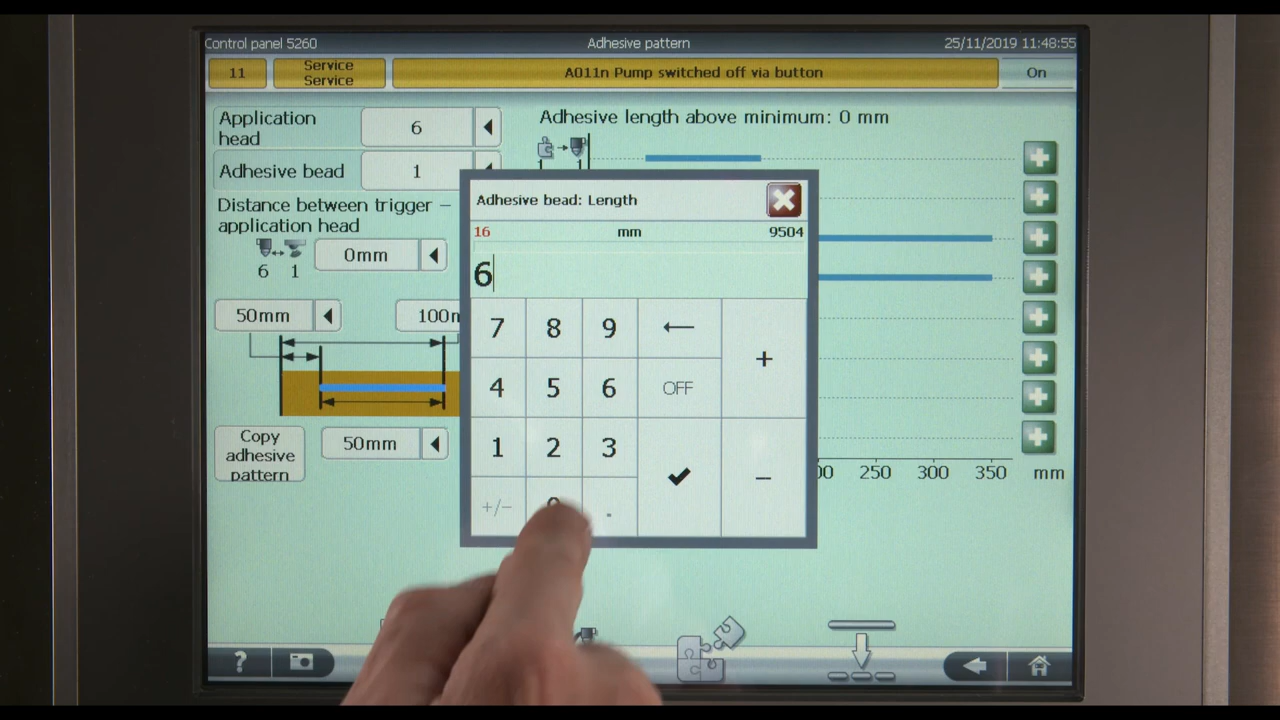 Control panel 5260
Adhesive pattern
25/11/2019 11:48:55
11
Service
Service
A011n Pump switched off via button
On
Application
head
6
Adhesive length above minimum: 0 mm
Adhesive bead
1
1 1
Distance between trigger –
application head
6 1
0mm
50mm
Copy
adhesive
pattern
50mm
Adhesive bead: Length
16
mm
9504
6
7 8 9 ←
4 5 6 OFF
+
1 2 3
–
+/– .
250 300 350 mm
?